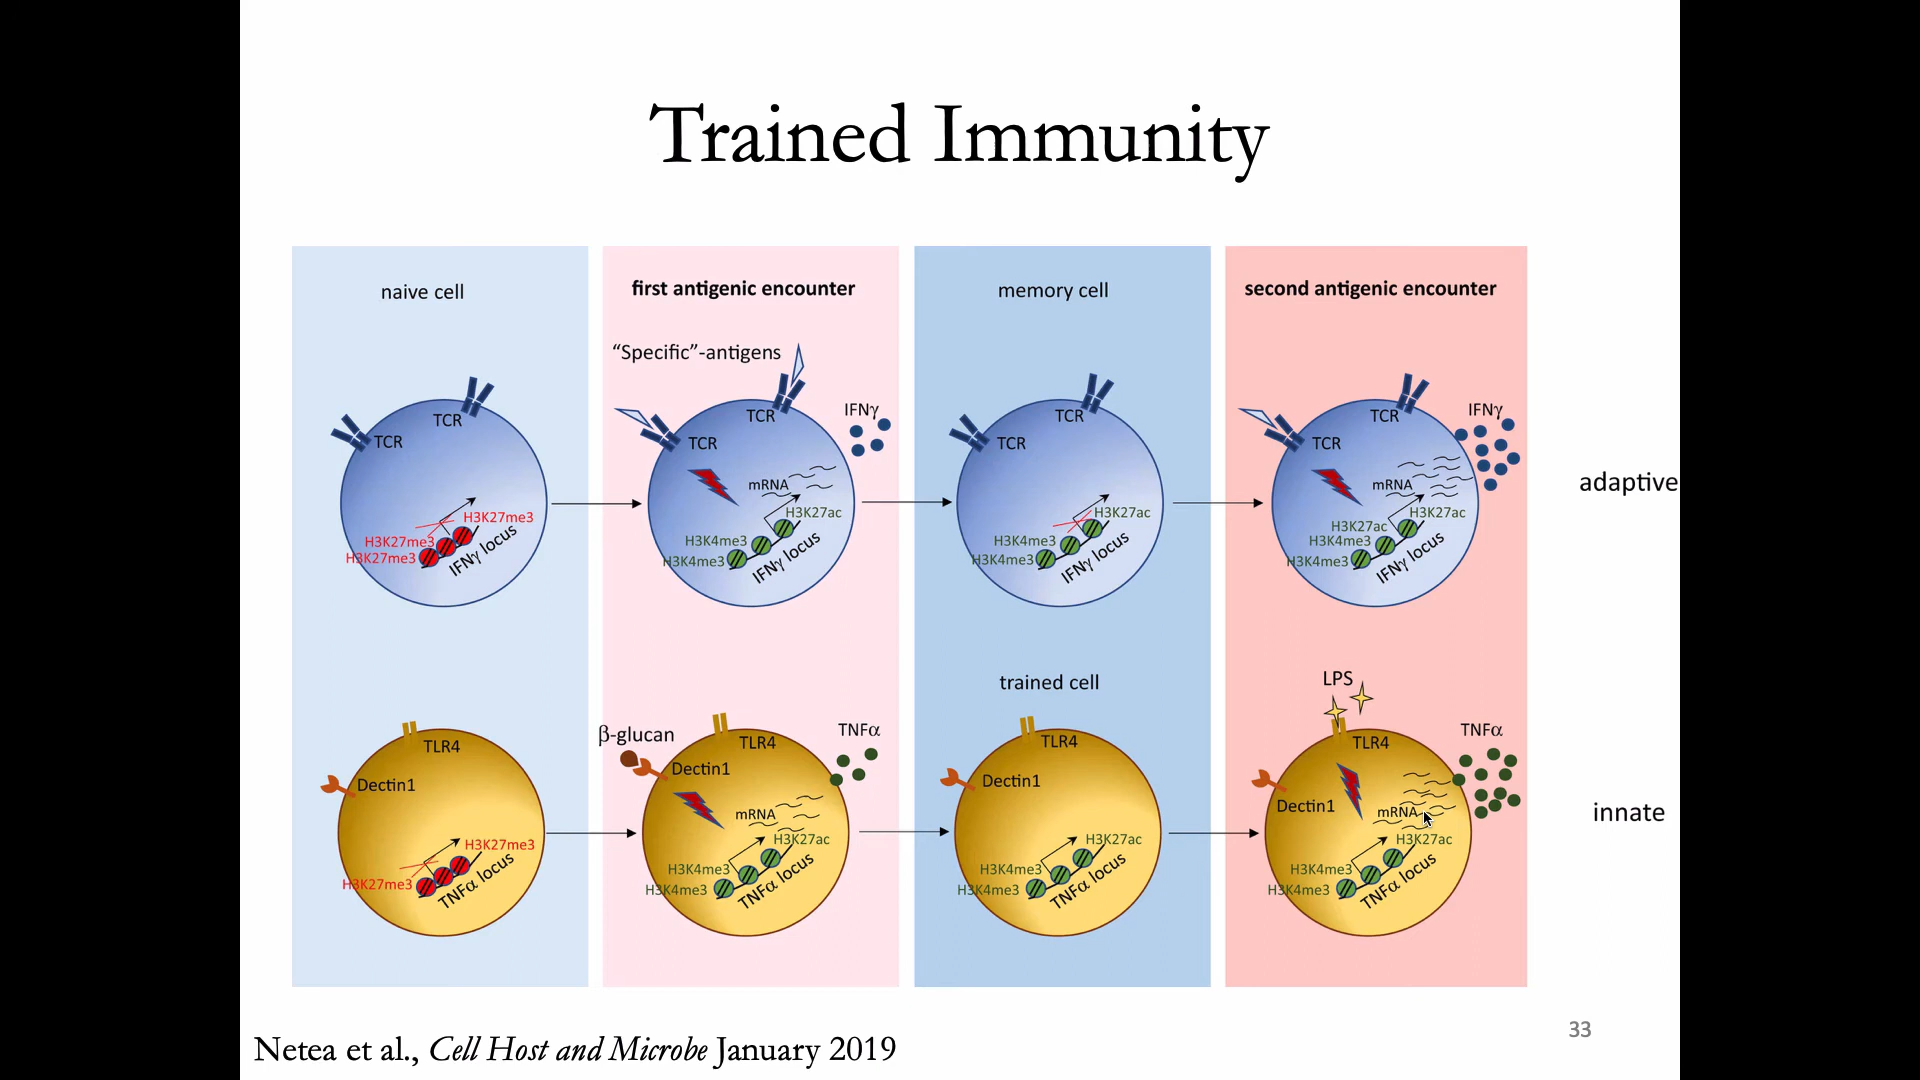 Trained Immunity
naive cell
first antigenic encounter
memory cell
second antigenic encounter
"Specific"-antigens
TCR
TCR
H3K27me3
H3K27me3
H3K27me3
IFNγ locus
TCR
TCR
IFNγ
mRNA
H3K27ac
H3K4me3
H3K4me3
IFNγ locus
TCR
TCR
H3K27ac
H3K4me3
H3K4me3
IFNγ locus
TCR
TCR
IFNγ
mRNA
H3K27ac
H3K27ac
H3K4me3
H3K4me3
IFNγ locus
adaptive
trained cell
TLR4
Dectin1
H3K27me3
H3K27me3
TNFα locus
β-glucan
TLR4
Dectin1
TNFα
mRNA
H3K27ac
H3K4me3
H3K4me3
TNFα locus
TLR4
Dectin1
H3K27ac
H3K4me3
H3K4me3
TNFα locus
LPS
TLR4
Dectin1
TNFα
mRNA
H3K27ac
H3K4me3
H3K4me3
TNFα locus
innate
33
Netea et al., Cell Host and Microbe January 2019